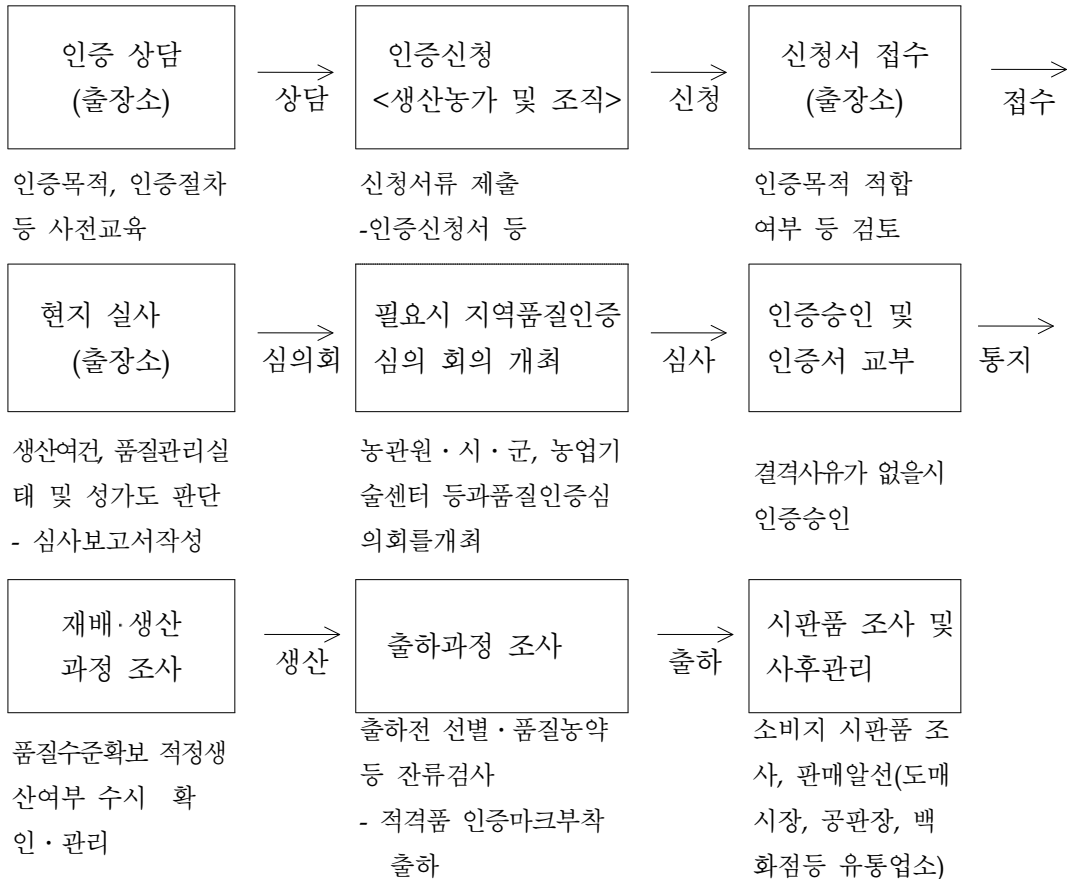 인증 상담
(출장소)
상담
인증신청
<생산농가 및 조직>
신청
신청서 접수
(출장소)
접수
인증목적, 인증절차
등 사전교육
신청서류 제출
-인증신청서 등
인증목적 적합
여부 등 검토
현지 실사
(출장소)
심의회
필요시 지역품질인증
심의 회의 개최
심사
인증승인 및
인증서 교부
통지
생산여건, 품질관리실
태 및 성가도 판단
- 심사보고서작성
농관원·시·군, 농업기
술센터 등과품질인증심
의회를개최
결격사유가 없을시
인증승인
재배·생산
과정 조사
생산
출하과정 조사
출하
시판품 조사 및
사후관리
품질수준확보 적정생
산여부 수시 확
인·관리
출하전 선별·품질농약
등 잔류검사
- 적격품 인증마크부착
출하
소비지 시판품 조
사, 판매알선(도매
시장, 공판장, 백
화점등 유통업소)